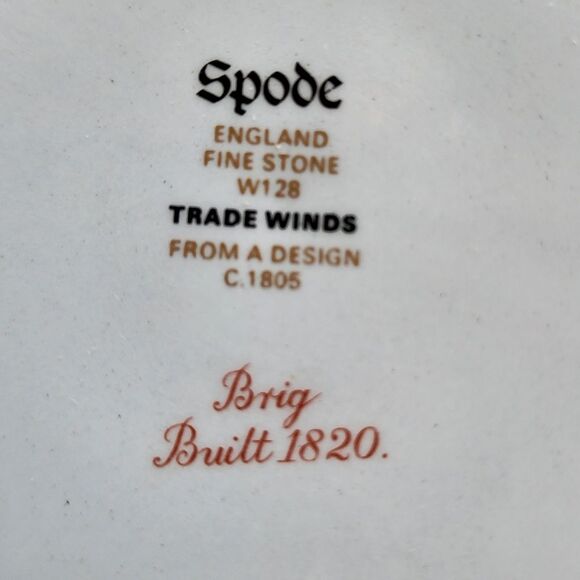 Spode
ENGLAND
FINE STONE
W128
TRADE WINDS
FROM A DESIGN
C.1805
Brig
Built 1820.